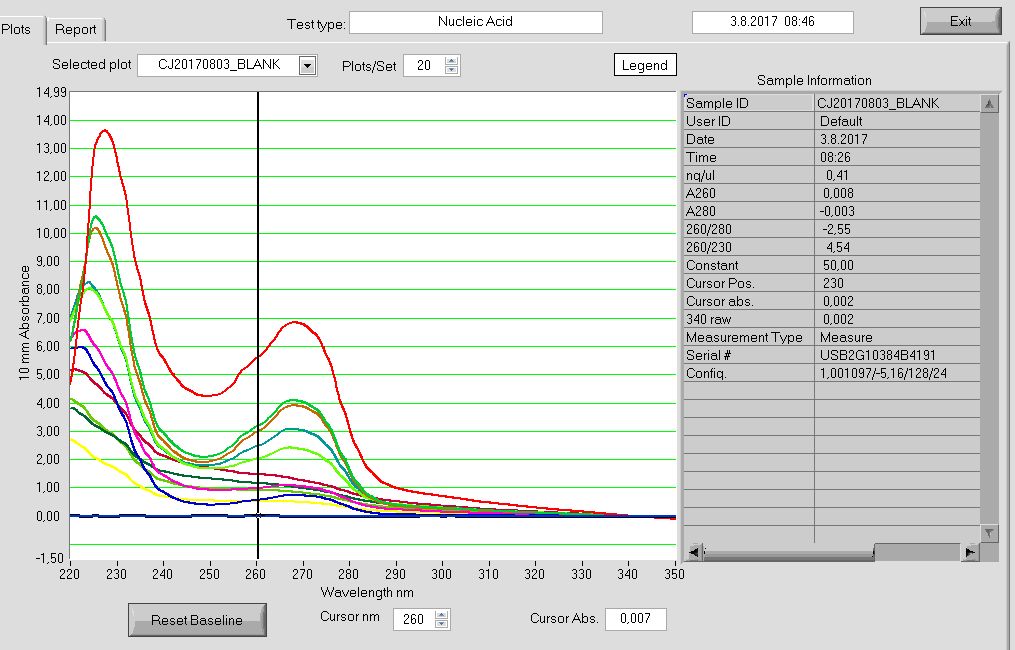 Plots
Report
Test type:
Nucleic Acid
3.8.2017 08:46
Exit
Selected plot
CJ20170803_BLANK
Plots/Set
20
Legend
Sample Information
14,99
14,00
13,00
12,00
11,00
10,00
9,00
8,00
7,00
6,00
5,00
4,00
3,00
2,00
1,00
0,00
-1,50
10 mm Absorbance
220 230 240 250 260 270 280 290 300 310 320 330 340 350
Wavelength nm
Sample ID CJ20170803_BLANK
User ID Default
Date 3.8.2017
Time 08:26
ng/ul 0,41
A260 0,008
A280 -0,003
260/280 -2,55
260/230 4,54
Constant 50,00
Cursor Pos. 230
Cursor abs. 0,002
340 raw 0,002
Measurement Type Measure
Serial # USB2G10384B4191
Config. 1,001097/-5,16/128/24
Reset Baseline
Cursor nm
260
Cursor Abs.
0,007